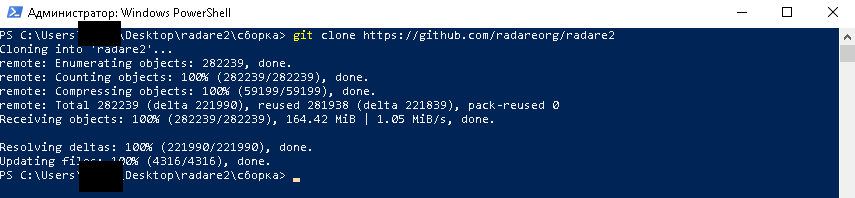 Администратор: Windows PowerShell
PS C:\Users\ \Desktop\radare2\сборка> git clone https://github.com/radareorg/radare2
Cloning into 'radare2'...
remote: Enumerating objects: 282239, done.
remote: Counting objects: 100% (282239/282239), done.
remote: Compressing objects: 100% (59199/59199), done.
remote: Total 282239 (delta 221990), reused 281938 (delta 221839), pack-reused 0
Receiving objects: 100% (282239/282239), 164.42 MiB | 1.05 MiB/s, done.
Resolving deltas: 100% (221990/221990), done.
Updating files: 100% (4316/4316), done.
PS C:\Users\ \Desktop\radare2\сборка>